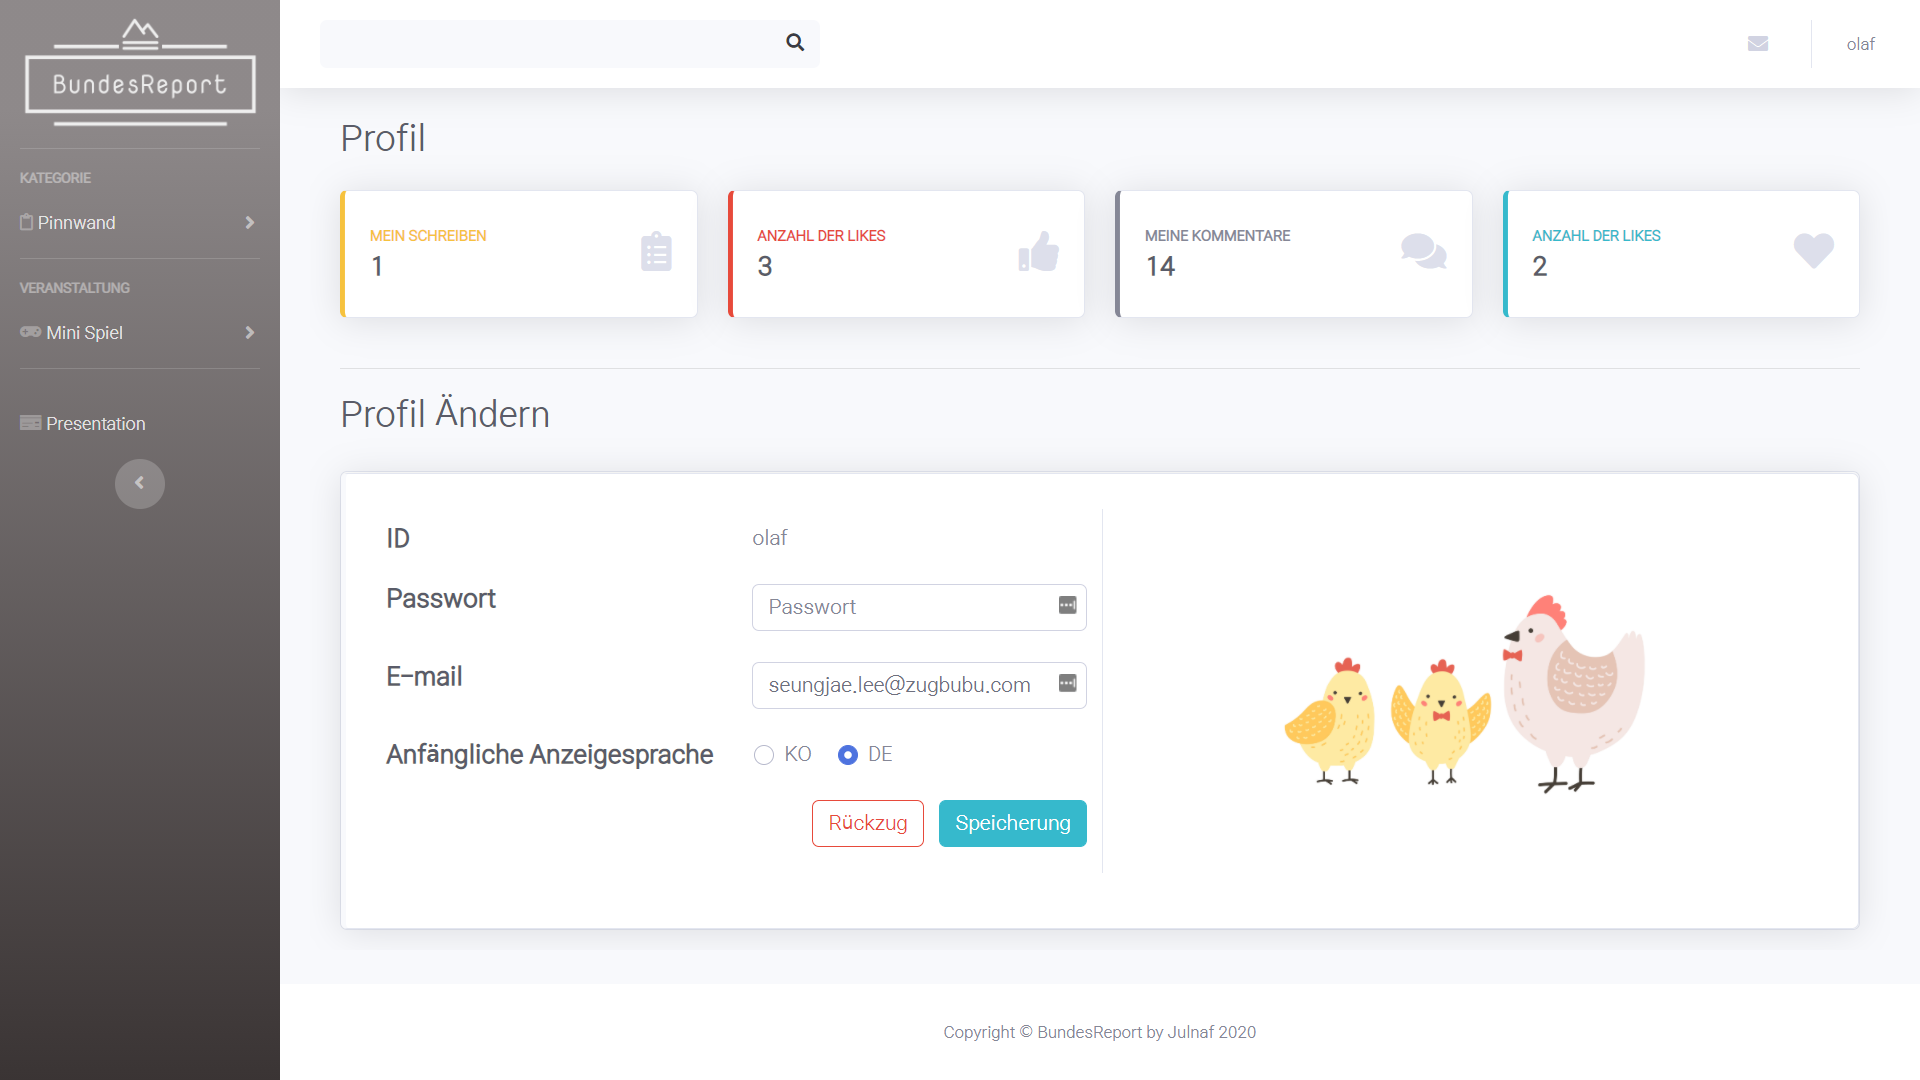 BundesReport
olaf
KATEGORIE
Pinnwand
VERANSTALTUNG
Mini Spiel
Presentation
Profil
MEIN SCHREIBEN
1
ANZAHL DER LIKES
3
MEINE KOMMENTARE
14
ANZAHL DER LIKES
2
Profil Ändern
ID
olaf
Passwort
Passwort
E-mail
seungjae.lee@zugbubu.com
Anfängliche Anzeigesprache
KO DE
Rückzug Speicherung
Copyright © BundesReport by Julnaf 2020